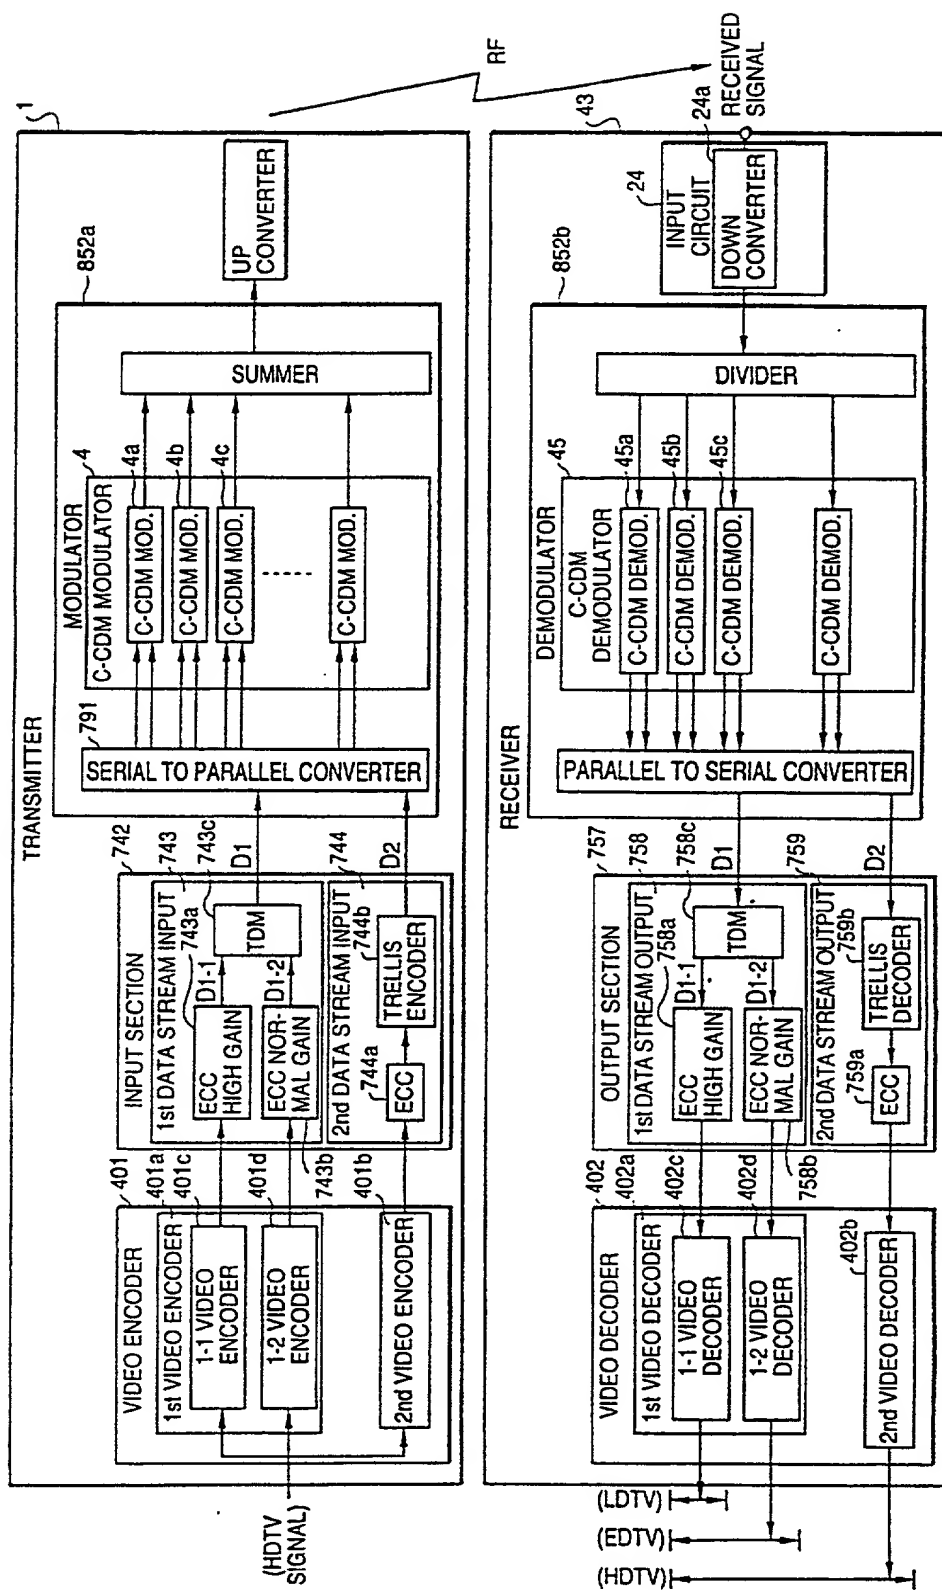 TRANSMITTER
1
(HDTV
SIGNAL)
VIDEO ENCODER
401
1st VIDEO ENCODER
401a
1-1 VIDEO
ENCODER
401c
1-2 VIDEO
ENCODER
401d
2nd VIDEO ENCODER
401b
INPUT SECTION
742
1st DATA STREAM INPUT
743
ECC
HIGH GAIN
743a
ECC NOR-
MAL GAIN
743b
D1-1
D1-2
TDM
743c
2nd DATA STREAM INPUT
744
ECC
744a
TRELLIS
ENCODER
744b
D1
D2
852a
SERIAL TO PARALLEL CONVERTER
791
MODULATOR
C-CDM MODULATOR
4
C-CDM MOD.
4a
C-CDM MOD.
4b
C-CDM MOD.
4c
C-CDM MOD.
SUMMER
UP
CONVERTER
RF
RECEIVER
43
RECEIVED
SIGNAL
INPUT
CIRCUIT
24
DOWN
CONVERTER
24a
852b
DIVIDER
DEMODULATOR
C-CDM
DEMODULATOR
45
C-CDM DEMOD.
45a
C-CDM DEMOD.
45b
C-CDM DEMOD.
45c
C-CDM DEMOD.
PARALLEL TO SERIAL CONVERTER
D1
D2
OUTPUT SECTION
757
1st DATA STREAM OUTPUT
758
TDM
758c
D1-1
D1-2
ECC
HIGH GAIN
758a
ECC NOR-
MAL GAIN
758b
2nd DATA STREAM OUTPUT
759
TRELLIS
DECODER
759b
ECC
759a
VIDEO DECODER
402
1st VIDEO DECODER
402a
1-1 VIDEO
DECODER
402c
1-2 VIDEO
DECODER
402d
2nd VIDEO DECODER
402b
(LDTV)
(EDTV)
(HDTV)